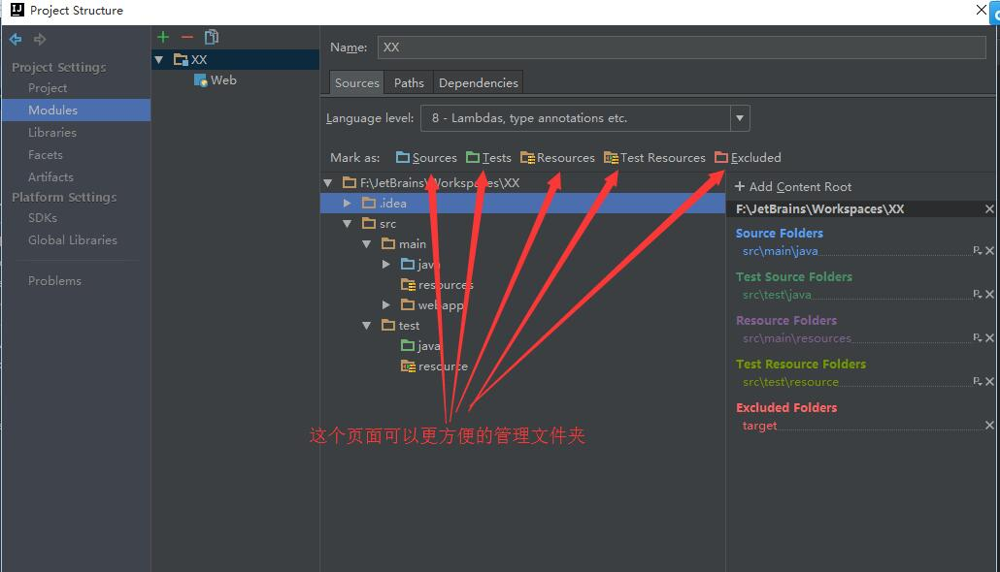 Project Structure
Project Settings
Project
Modules
Libraries
Facets
Artifacts
Platform Settings
SDKs
Global Libraries
Problems
XX
Web
Name: XX
Sources Paths Dependencies
Language level: 8 - Lambdas, type annotations etc.
Mark as: Sources Tests Resources Test Resources Excluded
F:\JetBrains\Workspaces\XX
.idea
src
main
java
resources
webapp
test
java
resource
这个页面可以更方便的管理文件夹
Add Content Root
F:\JetBrains\Workspaces\XX
Source Folders
src\main\java
Test Source Folders
src\test\java
Resource Folders
src\main\resources
Test Resource Folders
src\test\resource
Excluded Folders
target